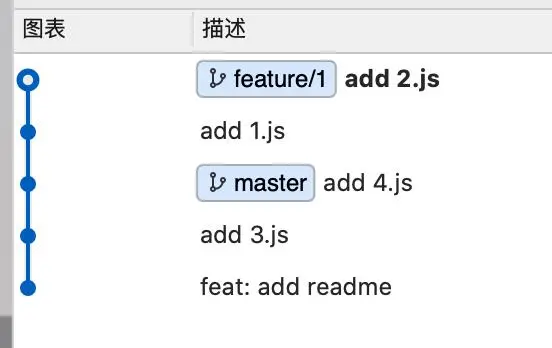 图表 描述
feature/1 add 2.js
add 1.js
master add 4.js
add 3.js
feat: add readme